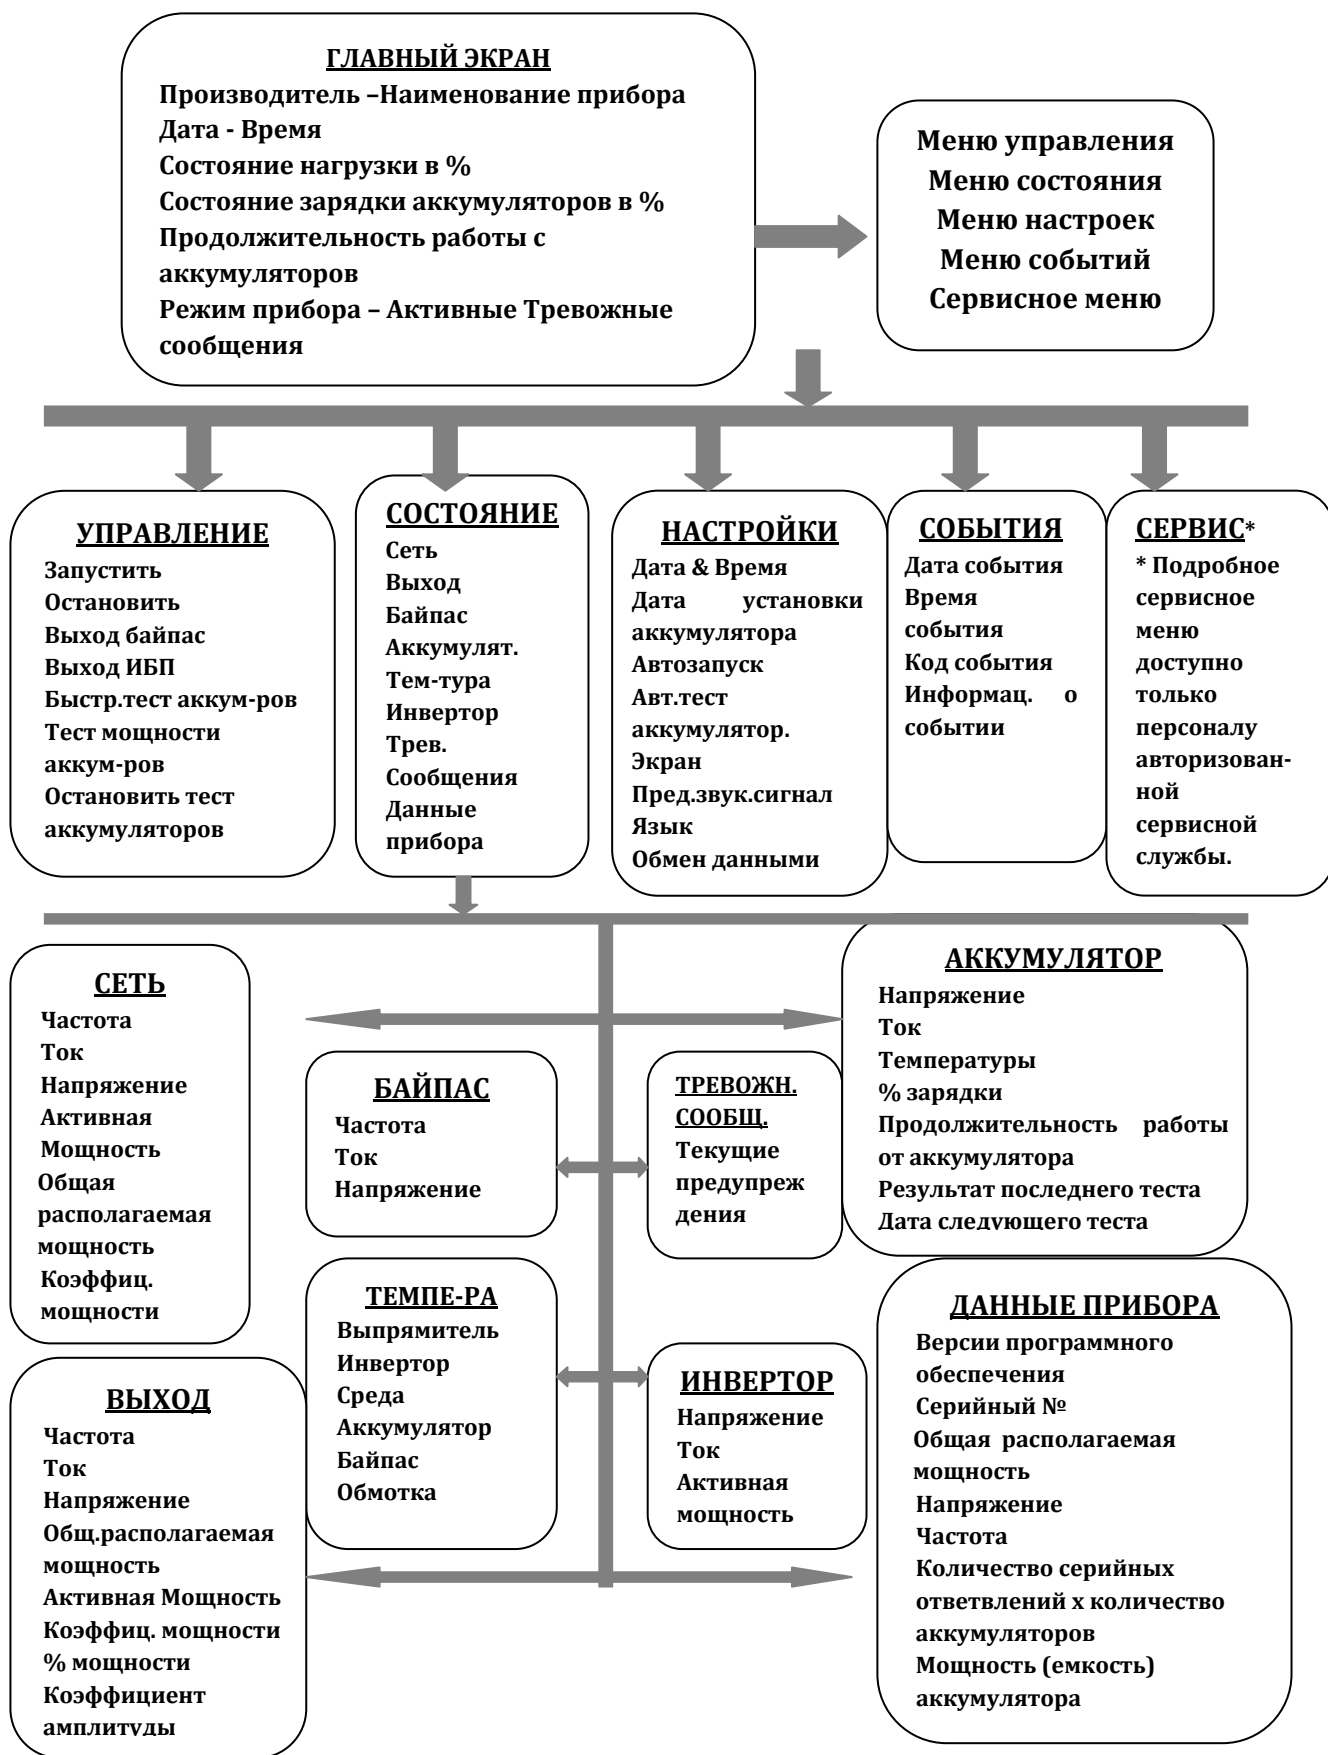 ГЛАВНЫЙ ЭКРАН
Производитель –Наименование прибора
Дата - Время
Состояние нагрузки в %
Состояние зарядки аккумуляторов в %
Продолжительность работы с
аккумуляторов
Режим прибора – Активные Тревожные
сообщения
Меню управления
Меню состояния
Меню настроек
Меню событий
Сервисное меню
УПРАВЛЕНИЕ
Запустить
Остановить
Выход байпас
Выход ИБП
Быстр.тест аккум-ров
Тест мощности
аккум-ров
Остановить тест
аккумуляторов
СОСТОЯНИЕ
Сеть
Выход
Байпас
Аккумулят.
Тем-тура
Инвертор
Трев.
Сообщения
Данные
прибора
НАСТРОЙКИ
Дата & Время
Дата установки
аккумулятора
Автозапуск
Авт.тест
аккумулятор.
Экран
Пред.звук.сигнал
Язык
Обмен данными
СОБЫТИЯ
Дата события
Время
события
Код события
Информац. о
событии
СЕРВИС*
* Подробное
сервисное
меню
доступно
только
персоналу
авторизован-
ной
сервисной
службы.
СЕТЬ
Частота
Ток
Напряжение
Активная
Мощность
Общая
располагаемая
мощность
Коэффиц.
мощности
БАЙПАС
Частота
Ток
Напряжение
ТРЕВОЖН.
СООБЩ.
Текущие
предупреж
дения
АККУМУЛЯТОР
Напряжение
Ток
Температуры
% зарядки
Продолжительность работы
от аккумулятора
Результат последнего теста
Дата следующего теста
ВЫХОД
Частота
Ток
Напряжение
Общ.располагаемая
мощность
Активная Мощность
Коэффиц. мощности
% мощности
Коэффициент
амплитуды
ТЕМПЕ-РА
Выпрямитель
Инвертор
Среда
Аккумулятор
Байпас
Обмотка
ИНВЕРТОР
Напряжение
Ток
Активная
мощность
ДАННЫЕ ПРИБОРА
Версии программного
обеспечения
Серийный №
Общая располагаемая
мощность
Напряжение
Частота
Количество серийных
ответвлений х количество
аккумуляторов
Мощность (емкость)
аккумулятора